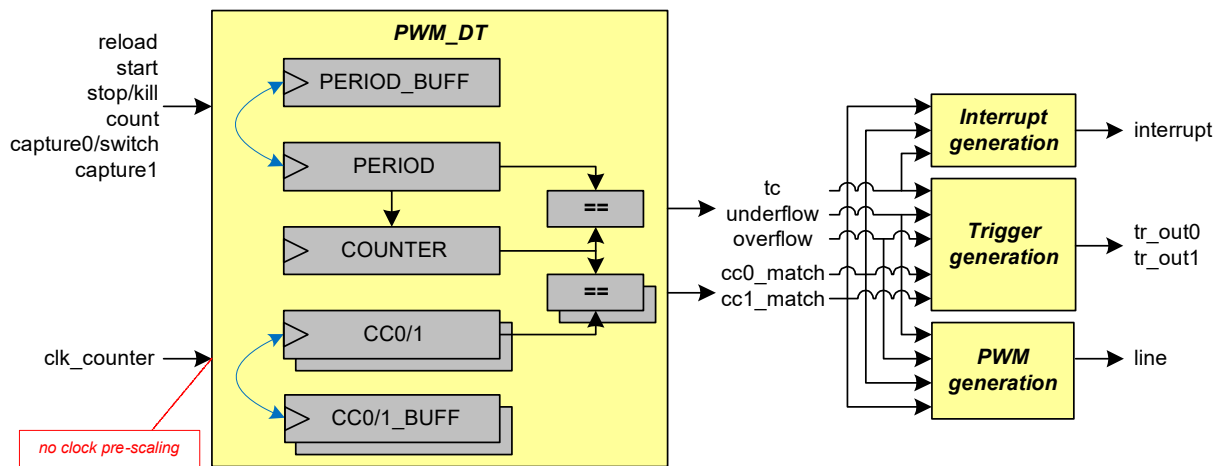 reload
start
stop/kill
count
capture0/switch
capture1
clk_counter
no clock pre-scaling
PWM_DT
PERIOD_BUFF
PERIOD
==
COUNTER
==
CC0/1
CC0/1_BUFF
tc
underflow
overflow
cc0_match
cc1_match
Interrupt
generation
interrupt
Trigger
generation
tr_out0
tr_out1
PWM
generation
line